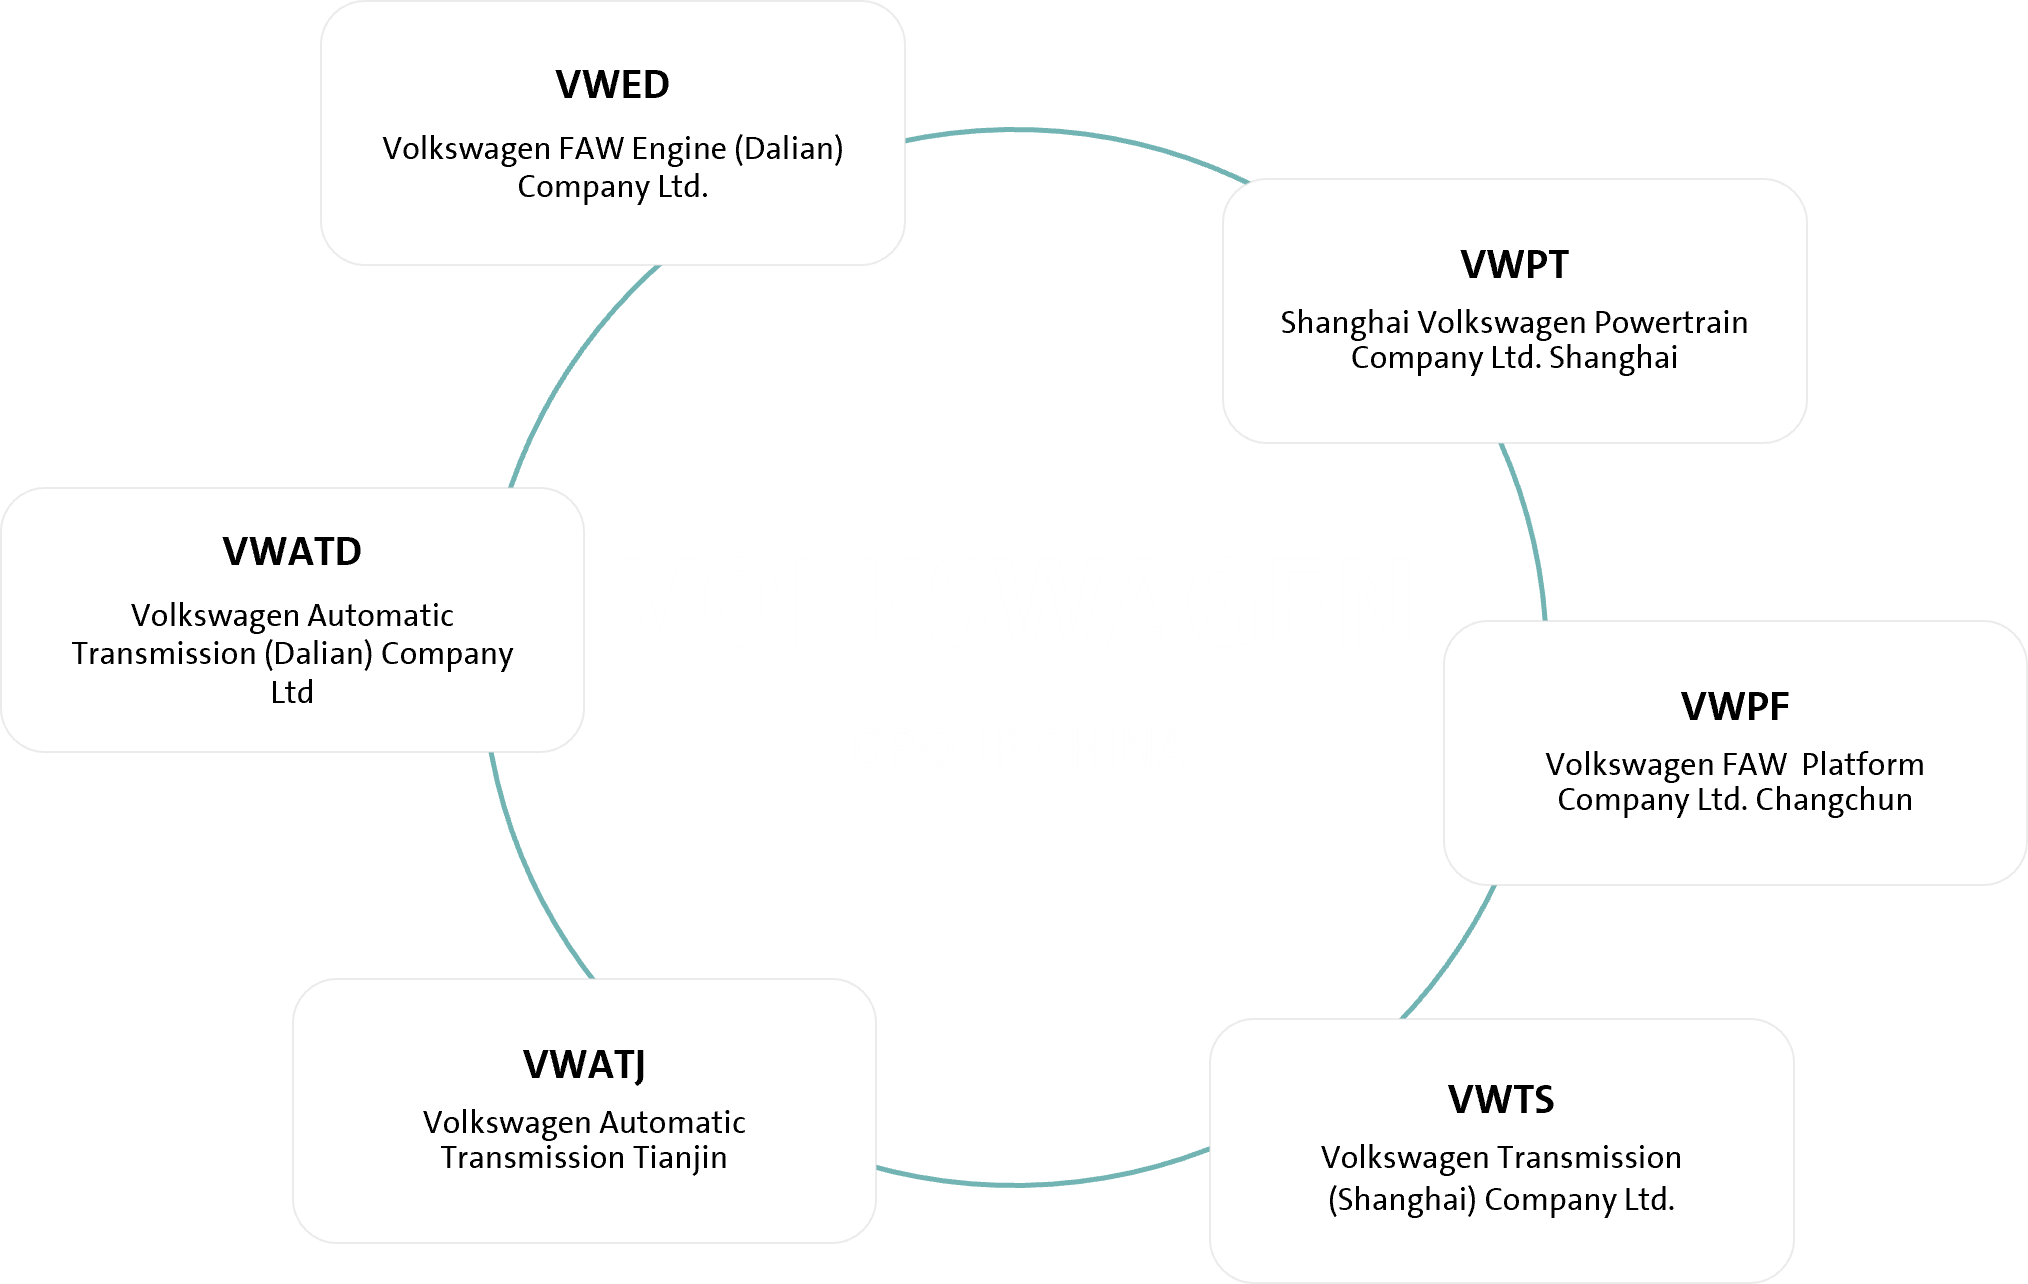 VWED
Volkswagen FAW Engine (Dalian)
Company Ltd.
VWPT
Shanghai Volkswagen Powertrain
Company Ltd. Shanghai
VWATD
Volkswagen Automatic
Transmission (Dalian) Company
Ltd
VWPF
Volkswagen FAW  Platform
Company Ltd. Changchun
VWATJ
Volkswagen Automatic
Transmission Tianjin
VWTS
Volkswagen Transmission
(Shanghai) Company Ltd.